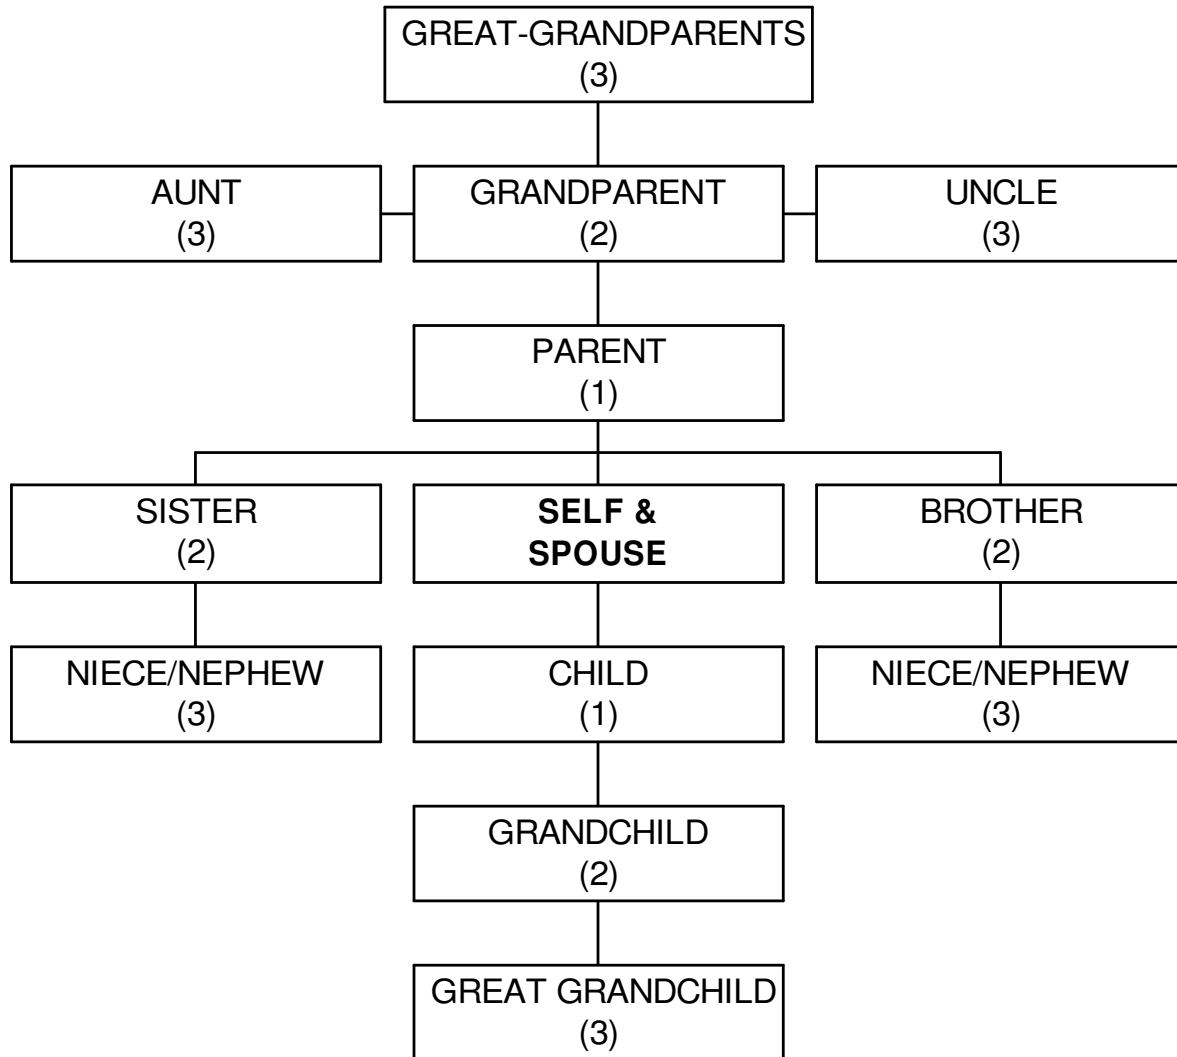 GREAT-GRANDPARENTS
(3)
AUNT
(3)
GRANDPARENT
(2)
UNCLE
(3)
PARENT
(1)
SISTER
(2)
SELF &
SPOUSE
BROTHER
(2)
NIECE/NEPHEW
(3)
CHILD
(1)
NIECE/NEPHEW
(3)
GRANDCHILD
(2)
GREAT GRANDCHILD
(3)